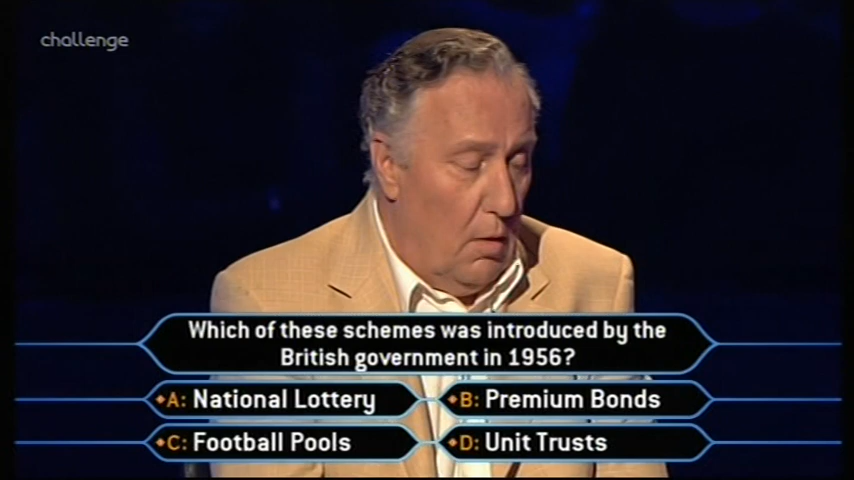 challenge
Which of these schemes was introduced by the
British government in 1956?
A: National Lottery
B: Premium Bonds
C: Football Pools
D: Unit Trusts